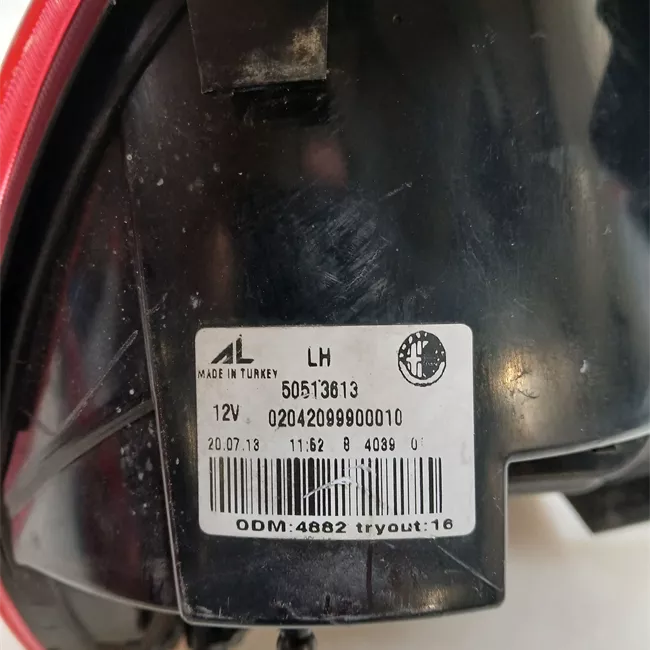 AL LH
MADE IN TURKEY
50513613
12V 02042099900010
20.07.13 11:52 8 4039 01
ODM:4882 tryout:16